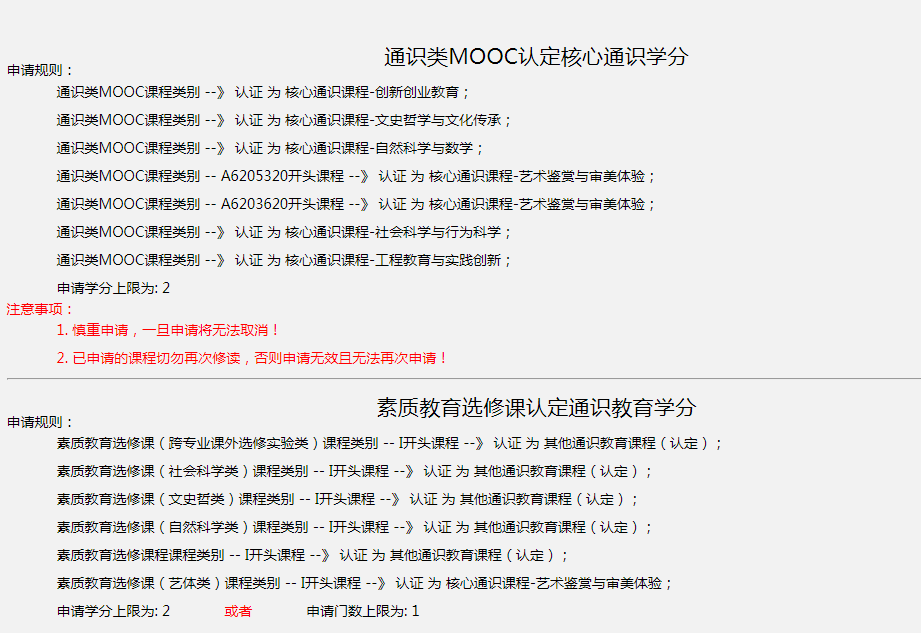 通识类MOOC认定核心通识学分
申请规则：
通识类MOOC课程类别 --》 认证 为 核心通识课程-创新创业教育；
通识类MOOC课程类别 --》 认证 为 核心通识课程-文史哲学与文化传承；
通识类MOOC课程类别 --》 认证 为 核心通识课程-自然科学与数学；
通识类MOOC课程类别 -- A6205320开头课程 --》 认证 为 核心通识课程-艺术鉴赏与审美体验；
通识类MOOC课程类别 -- A6203620开头课程 --》 认证 为 核心通识课程-艺术鉴赏与审美体验；
通识类MOOC课程类别 --》 认证 为 核心通识课程-社会科学与行为科学；
通识类MOOC课程类别 --》 认证 为 核心通识课程-工程教育与实践创新；
申请学分上限为: 2
注意事项：
1. 慎重申请，一旦申请将无法取消！
2. 已申请的课程切勿再次修读，否则申请无效且无法再次申请！
素质教育选修课认定通识教育学分
申请规则：
素质教育选修课（跨专业课外选修实验类）课程类别 -- I开头课程 --》 认证 为 其他通识教育课程（认定）；
素质教育选修课（社会科学类）课程类别 -- I开头课程 --》 认证 为 其他通识教育课程（认定）；
素质教育选修课（文史哲类）课程类别 -- I开头课程 --》 认证 为 其他通识教育课程（认定）；
素质教育选修课（自然科学类）课程类别 -- I开头课程 --》 认证 为 其他通识教育课程（认定）；
素质教育选修课程课程类别 -- I开头课程 --》 认证 为 其他通识教育课程（认定）；
素质教育选修课（艺体类）课程类别 -- I开头课程 --》 认证 为 核心通识课程-艺术鉴赏与审美体验；
申请学分上限为: 2 或者 申请门数上限为: 1